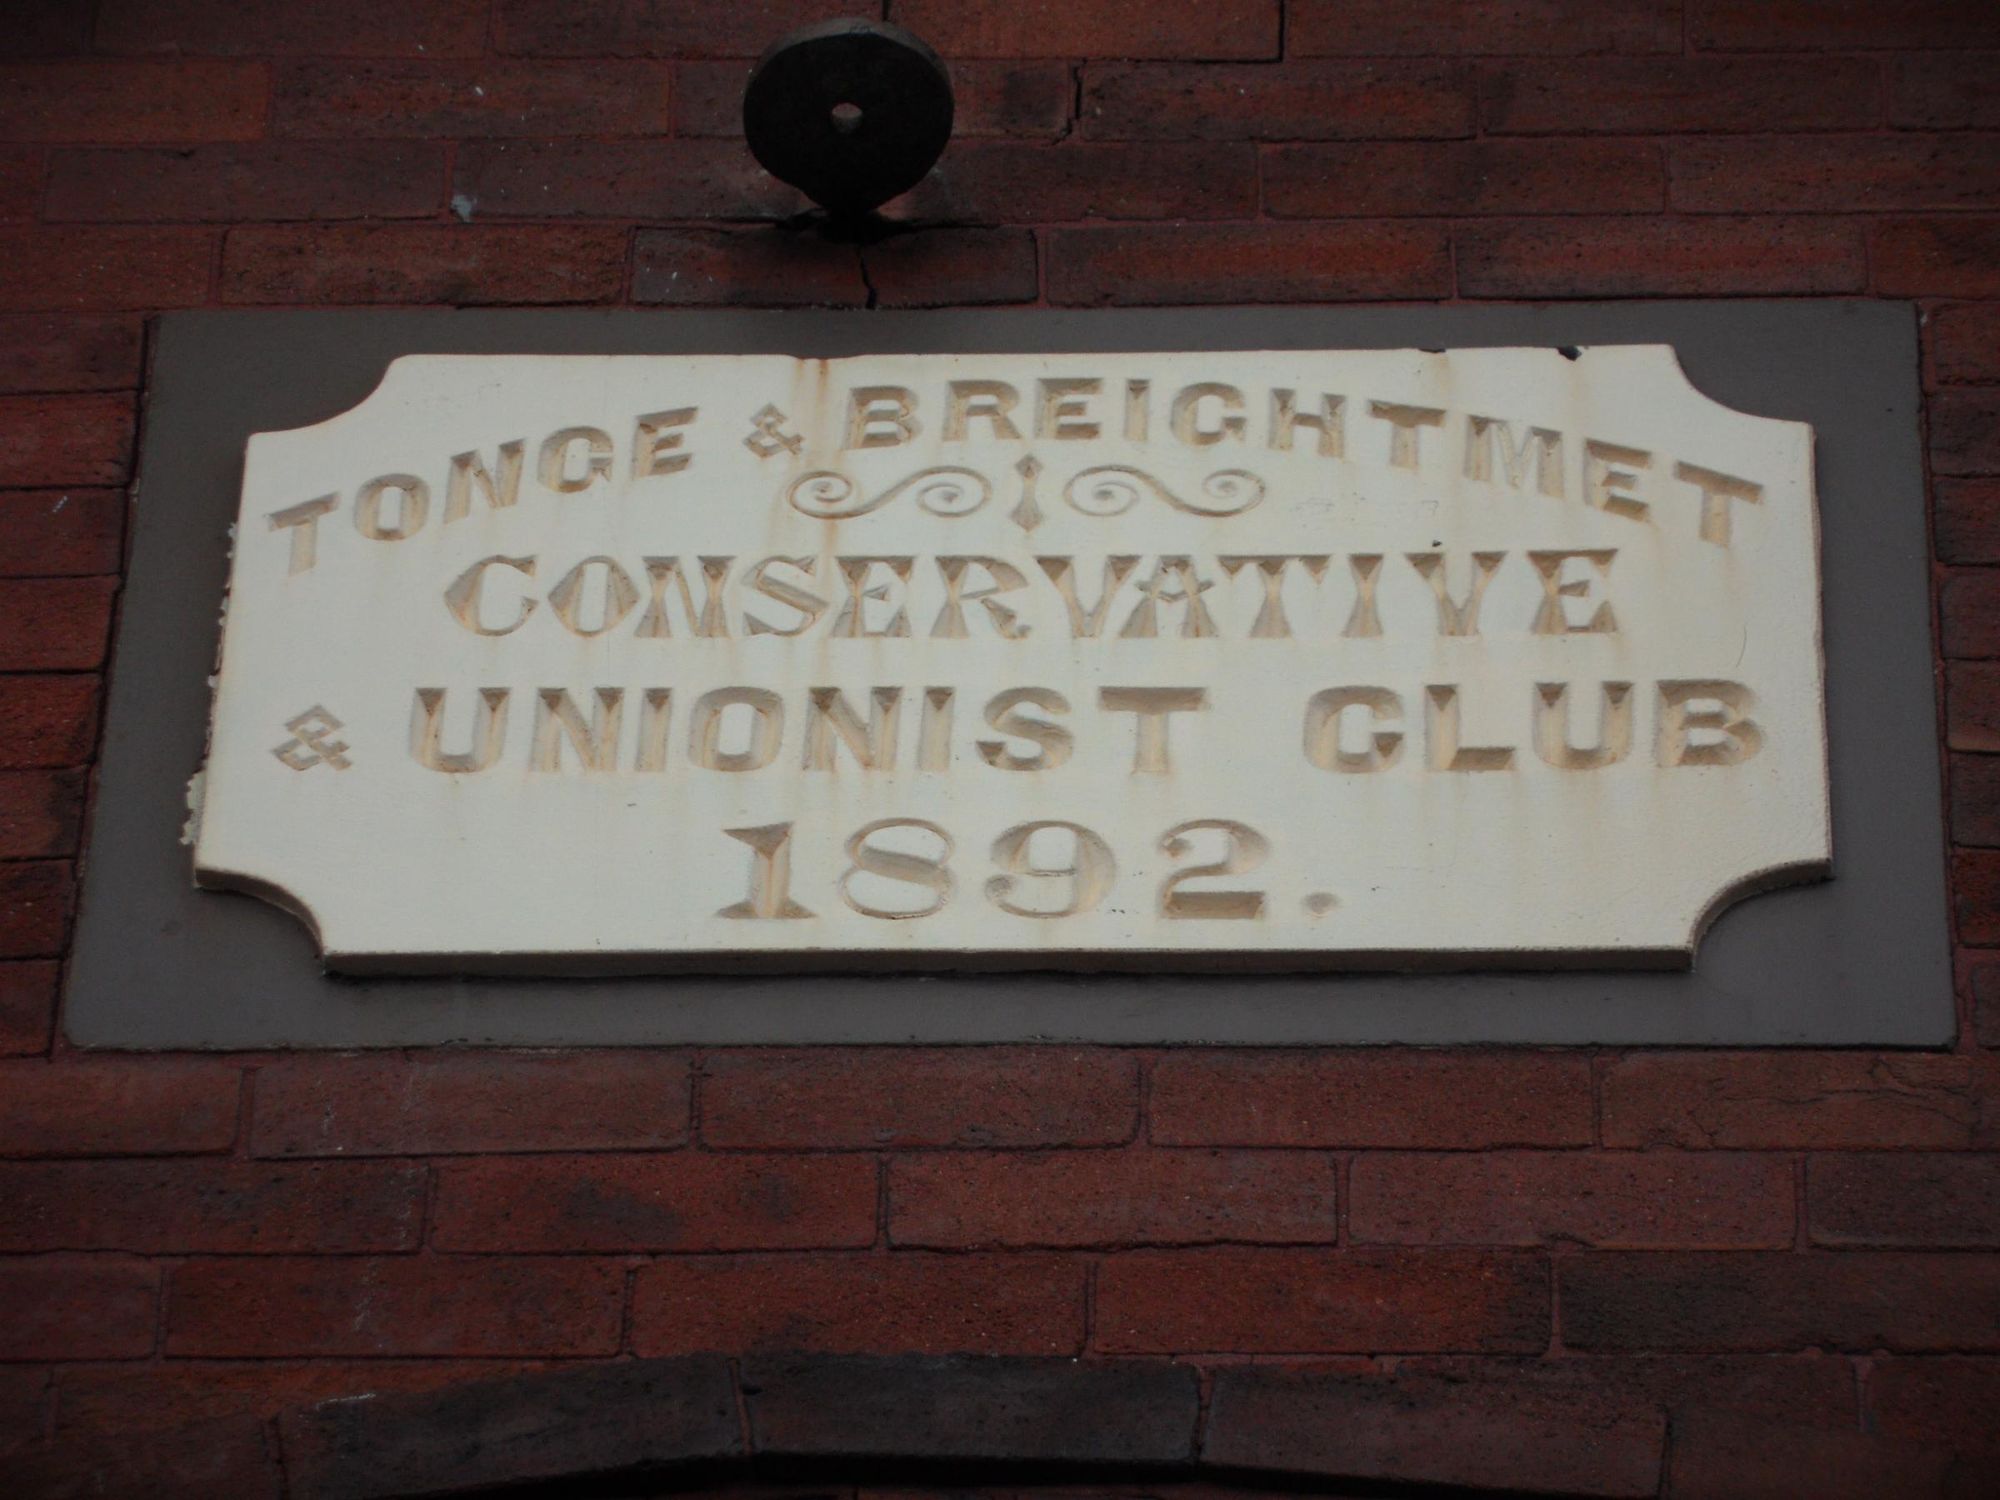 TONGE & BREIGHTMET
CONSERVATIVE
& UNIONIST CLUB
1892.